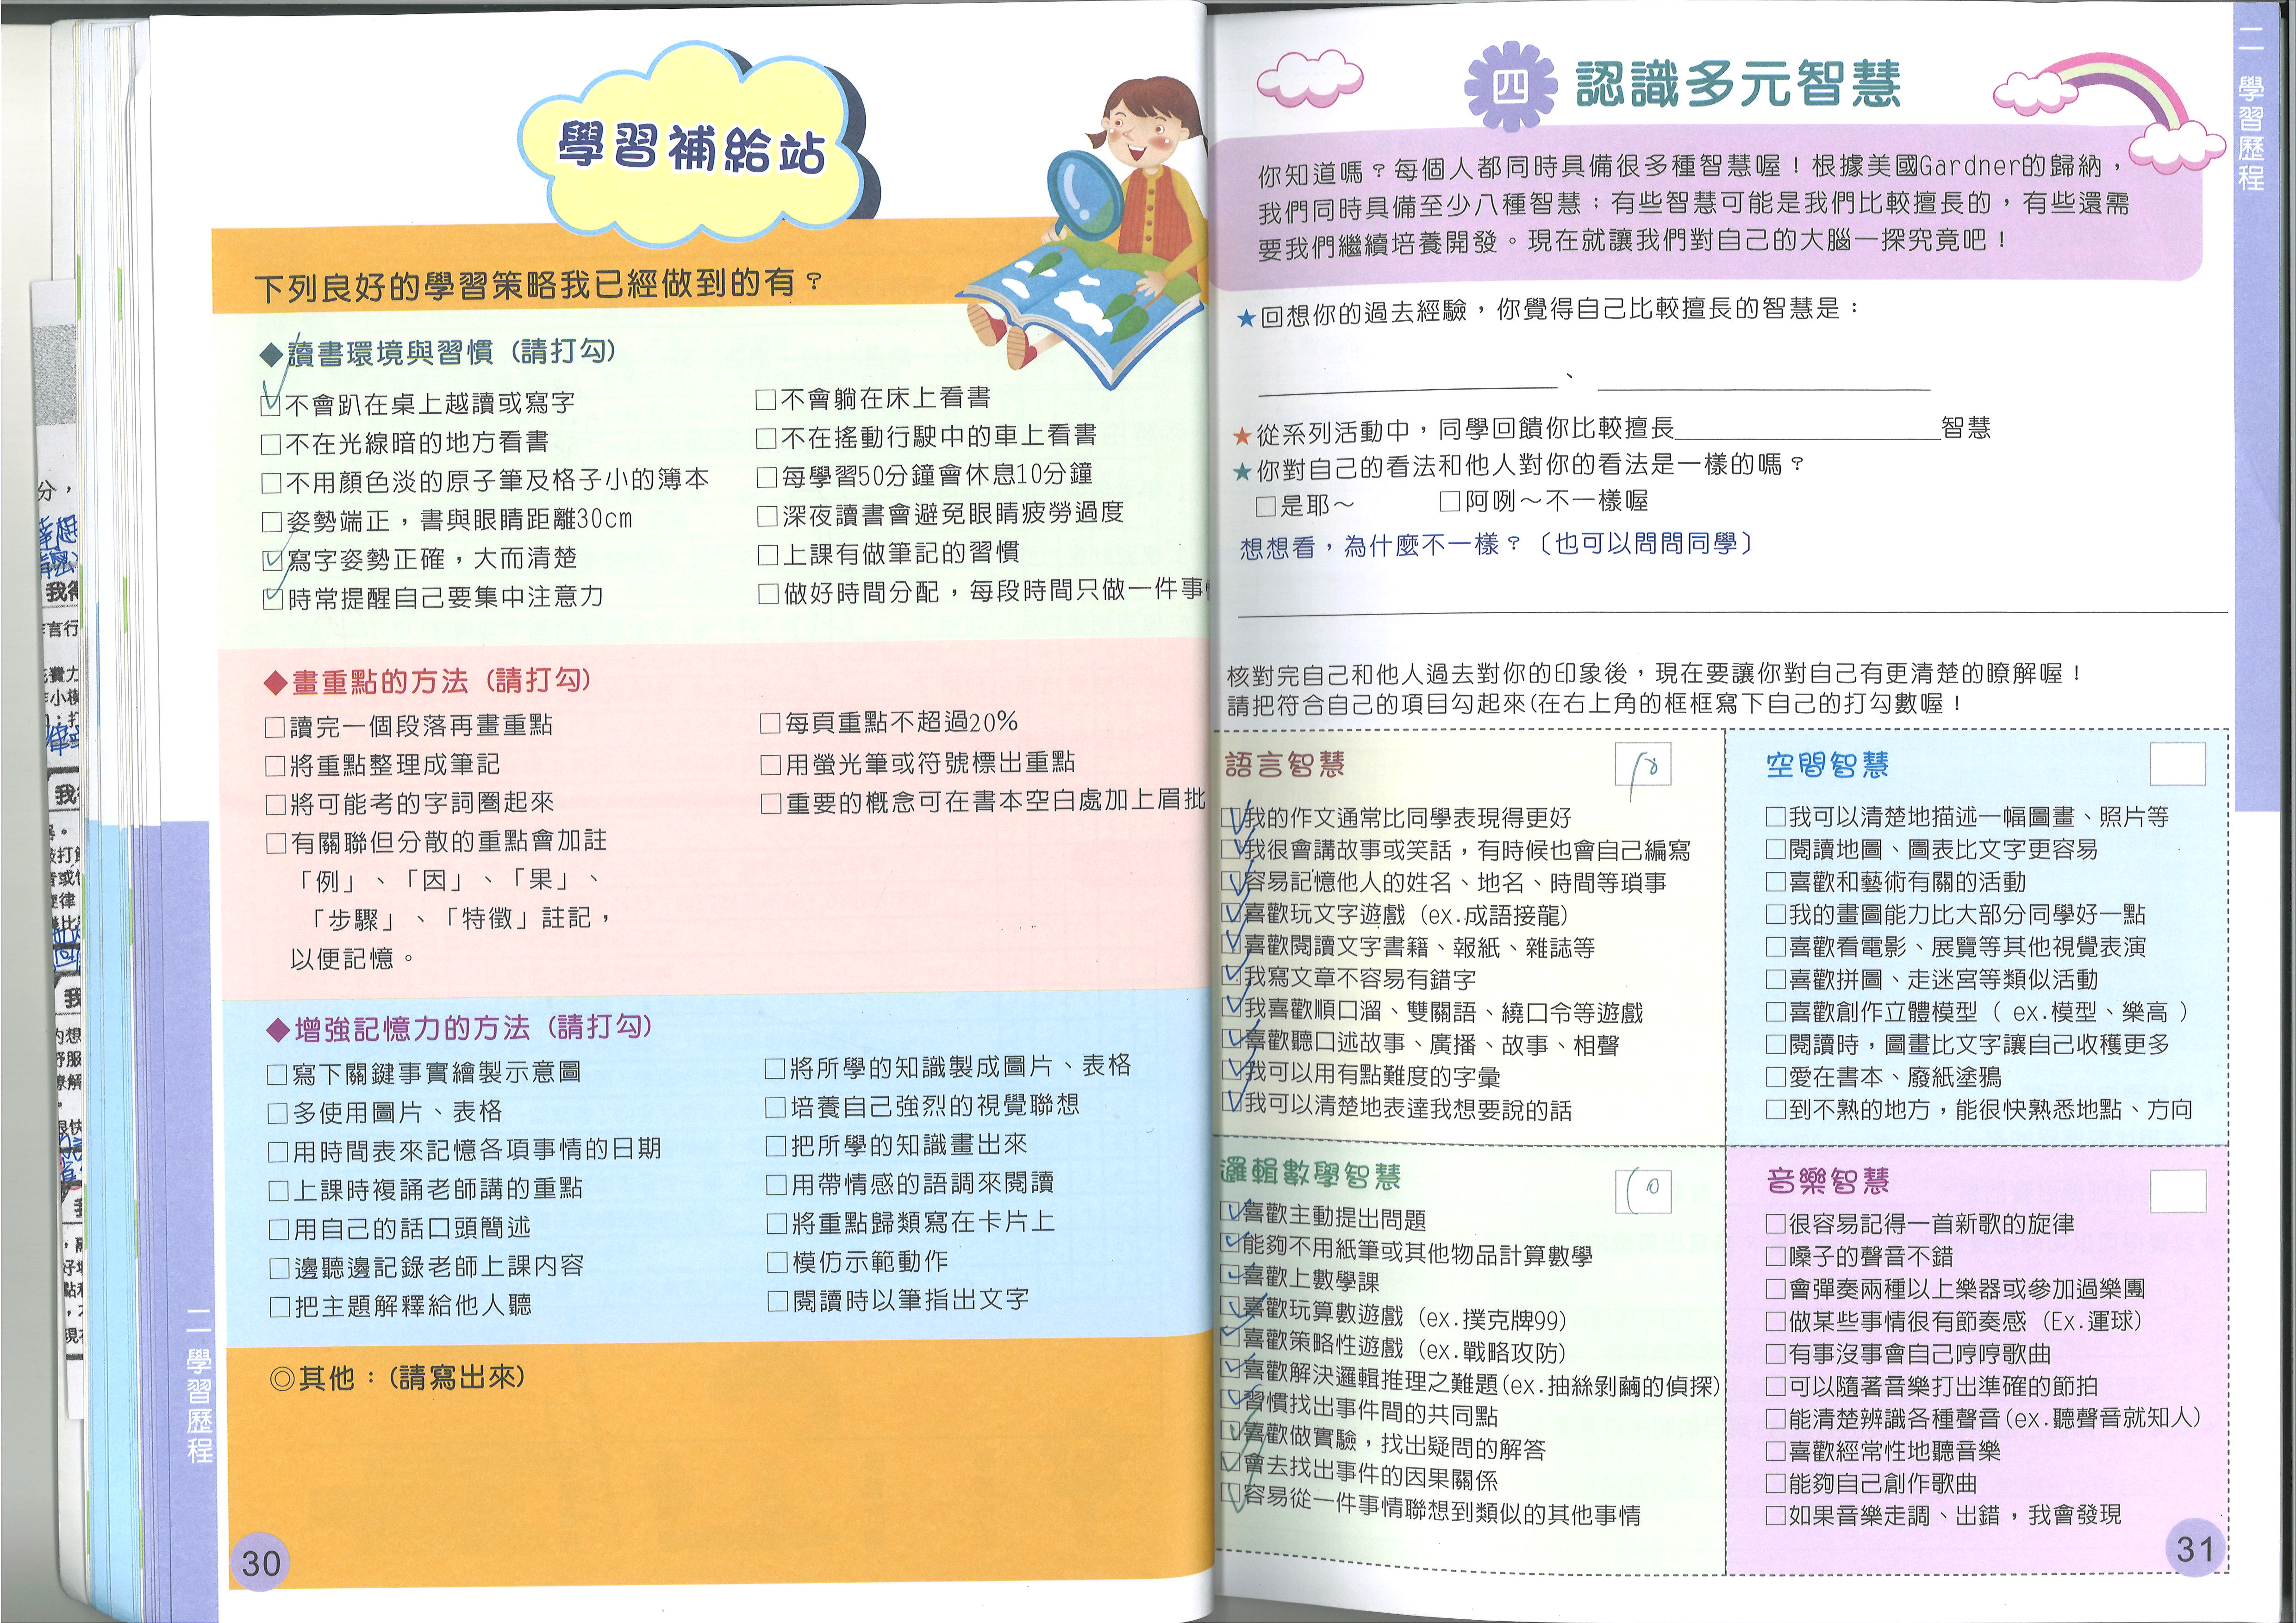 學習補給站
下列良好的學習策略我已經做到的有？
◆讀書環境與習慣（請打勾）
☑不會趴在桌上越讀或寫字
□不在光線暗的地方看書
□不用顏色淡的原子筆及格子小的簿本
□姿勢端正，書與眼睛距離30cm
☑寫字姿勢正確，大而清楚
☑時常提醒自己要集中注意力
□不會躺在床上看書
□不在搖動行駛中的車上看書
□每學習50分鐘會休息10分鐘
□深夜讀書會避免眼睛疲勞過度
□上課有做筆記的習慣
□做好時間分配，每段時間只做一件事
◆畫重點的方法（請打勾）
□讀完一個段落再畫重點
□將重點整理成筆記
□將可能考的字詞圈起來
□有關聯但分散的重點會加註
「例」、「因」、「果」、
「步驟」、「特徵」註記，
以便記憶。
□每頁重點不超過20%
□用螢光筆或符號標出重點
□重要的概念可在書本空白處加上眉批
◆增強記憶力的方法（請打勾）
□寫下關鍵事實繪製示意圖
□多使用圖片、表格
□用時間表來記憶各項事情的日期
□上課時複誦老師講的重點
□用自己的話口頭簡述
□邊聽邊記錄老師上課內容
□把主題解釋給他人聽
□將所學的知識製成圖片、表格
□培養自己強烈的視覺聯想
□把所學的知識畫出來
□用帶情感的語調來閱讀
□將重點歸類寫在卡片上
□模仿示範動作
□閱讀時以筆指出文字
◎其他：（請寫出來）
二 學習歷程
30
二 學習歷程
四 認識多元智慧
你知道嗎？每個人都同時具備很多種智慧喔！根據美國Gardner的歸納，
我們同時具備至少八種智慧；有些智慧可能是我們比較擅長的，有些還需
要我們繼續培養開發。現在就讓我們對自己的大腦一探究竟吧！
★回想你的過去經驗，你覺得自己比較擅長的智慧是：
、
★從系列活動中，同學回饋你比較擅長＿＿＿＿＿智慧
★你對自己的看法和他人對你的看法是一樣的嗎？
□是耶～ □阿咧～不一樣喔
想想看，為什麼不一樣？〔也可以問問同學〕
核對完自己和他人過去對你的印象後，現在要讓你對自己有更清楚的瞭解喔！
請把符合自己的項目勾起來（在右上角的框框寫下自己的打勾數喔！
語言智慧 10
☑我的作文通常比同學表現得更好
☑我很會講故事或笑話，有時候也會自己編寫
☑容易記憶他人的姓名、地名、時間等瑣事
☑喜歡玩文字遊戲（ex.成語接龍）
☑喜歡閱讀文字書籍、報紙、雜誌等
☑我寫文章不容易有錯字
☑我喜歡順口溜、雙關語、繞口令等遊戲
☑喜歡聽口述故事、廣播、故事、相聲
☑我可以用有點難度的字彙
☑我可以清楚地表達我想要說的話
空間智慧
□我可以清楚地描述一幅圖畫、照片等
□閱讀地圖、圖表比文字更容易
□喜歡和藝術有關的活動
□我的畫圖能力比大部分同學好一點
□喜歡看電影、展覽等其他視覺表演
□喜歡拼圖、走迷宮等類似活動
□喜歡創作立體模型（ ex.模型、樂高 ）
□閱讀時，圖畫比文字讓自己收穫更多
□愛在書本、廢紙塗鴉
□到不熟的地方，能很快熟悉地點、方向
邏輯數學智慧 10
☑喜歡主動提出問題
☑能夠不用紙筆或其他物品計算數學
☑喜歡上數學課
☑喜歡玩算數遊戲（ex.撲克牌99）
☑喜歡策略性遊戲（ex.戰略攻防）
☑喜歡解決邏輯推理之難題（ex.抽絲剝繭的偵探）
☑習慣找出事件間的共同點
☑喜歡做實驗，找出疑問的解答
☑會去找出事件的因果關係
☑容易從一件事情聯想到類似的其他事情
音樂智慧
□很容易記得一首新歌的旋律
□嗓子的聲音不錯
□會彈奏兩種以上樂器或參加過樂團
□做某些事情很有節奏感（Ex.運球）
□有事沒事會自己哼哼歌曲
□可以隨著音樂打出準確的節拍
□能清楚辨識各種聲音（ex.聽聲音就知人）
□喜歡經常性地聽音樂
□能夠自己創作歌曲
□如果音樂走調、出錯，我會發現
31